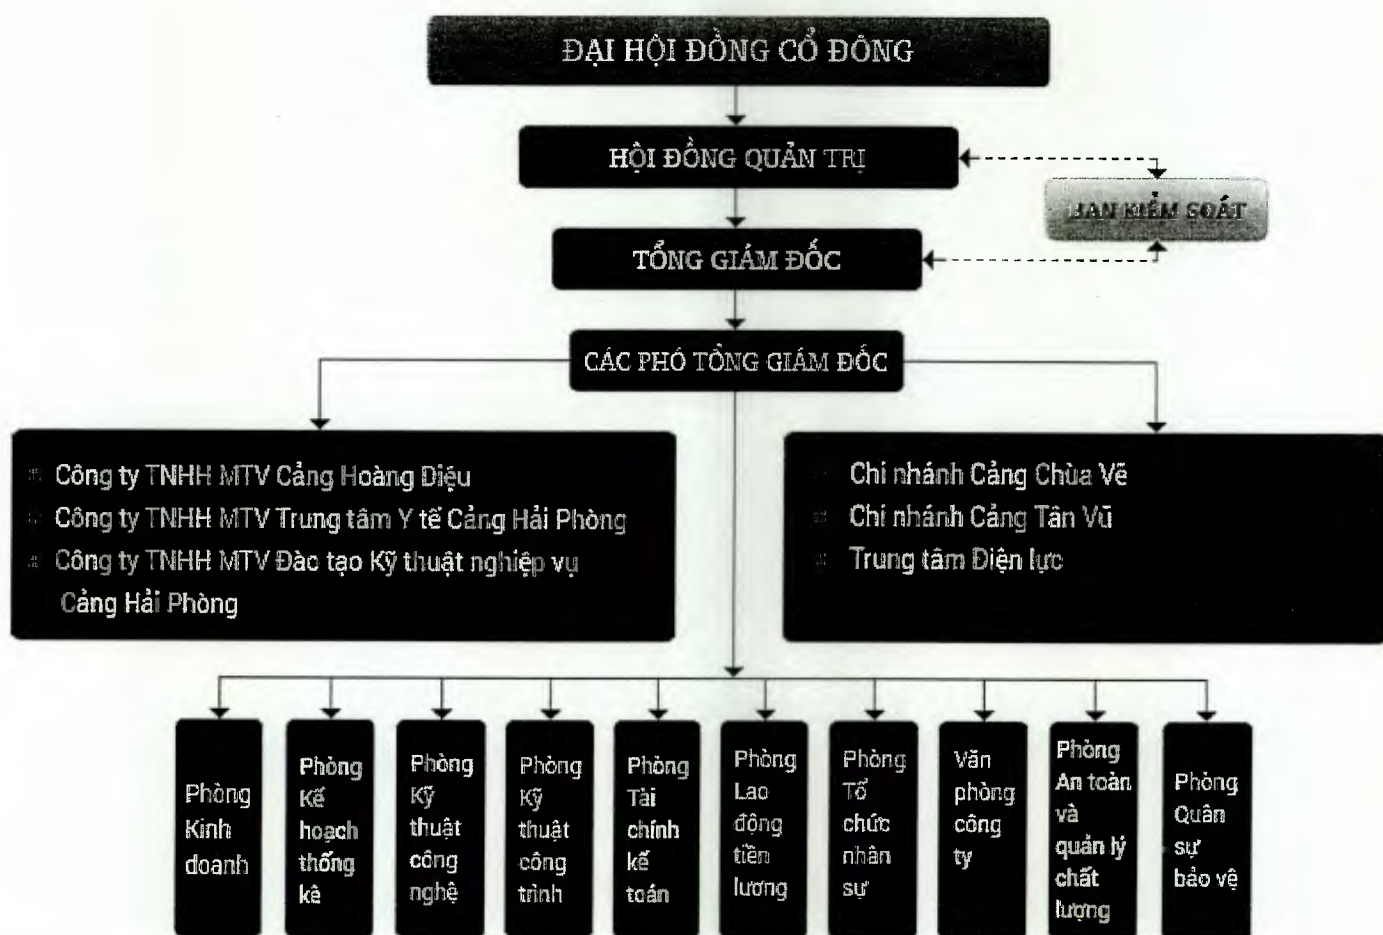 ĐẠI HỘI ĐỒNG CỔ ĐÔNG
HỘI ĐỒNG QUẢN TRỊ
BAN KIỂM SOÁT
TỔNG GIÁM ĐỐC
CÁC PHÓ TỔNG GIÁM ĐỐC
Công ty TNHH MTV Cảng Hoàng Diệu
Công ty TNHH MTV Trung tâm Y tế Cảng Hải Phòng
Công ty TNHH MTV Đào tạo Kỹ thuật nghiệp vụ
Cảng Hải Phòng
Chi nhánh Cảng Chùa Vẽ
Chi nhánh Cảng Tân Vũ
Trung tâm Điện lực
Phòng
Kinh
doanh
Phòng
Kế
hoạch
thống
kê
Phòng
Kỹ
thuật
công
nghệ
Phòng
Kỹ
thuật
công
trình
Phòng
Tài
chính
kế
toán
Phòng
Lao
động
tiền
lương
Phòng
Tổ
chức
nhân
sự
Văn
phòng
công
ty
Phòng
An toàn
và
quản lý
chất
lượng
Phòng
Quân
sự
bảo vệ